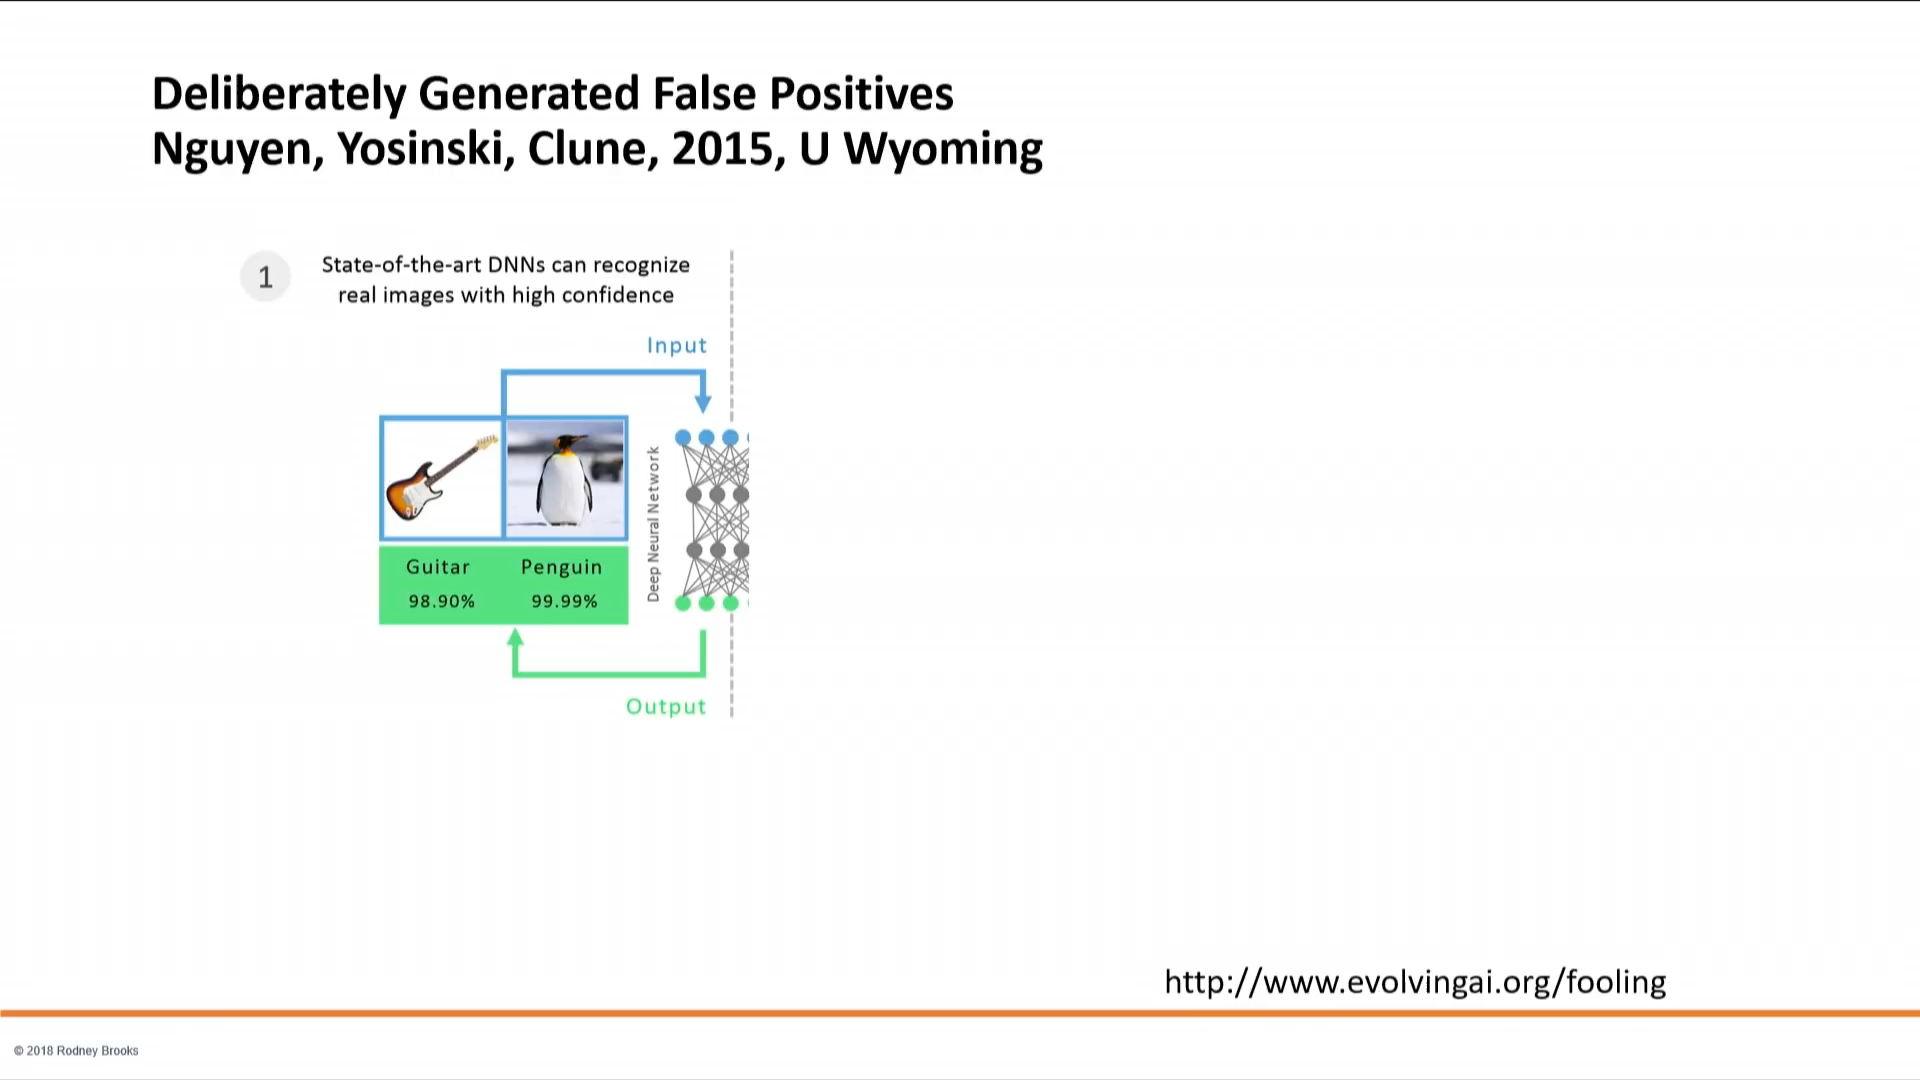 Deliberately Generated False Positives
Nguyen, Yosinski, Clune, 2015, U Wyoming
1
State-of-the-art DNNs can recognize
real images with high confidence
Input
Deep Neural Network
Guitar Penguin
98.90% 99.99%
Output
http://www.evolvingai.org/fooling
© 2018 Rodney Brooks